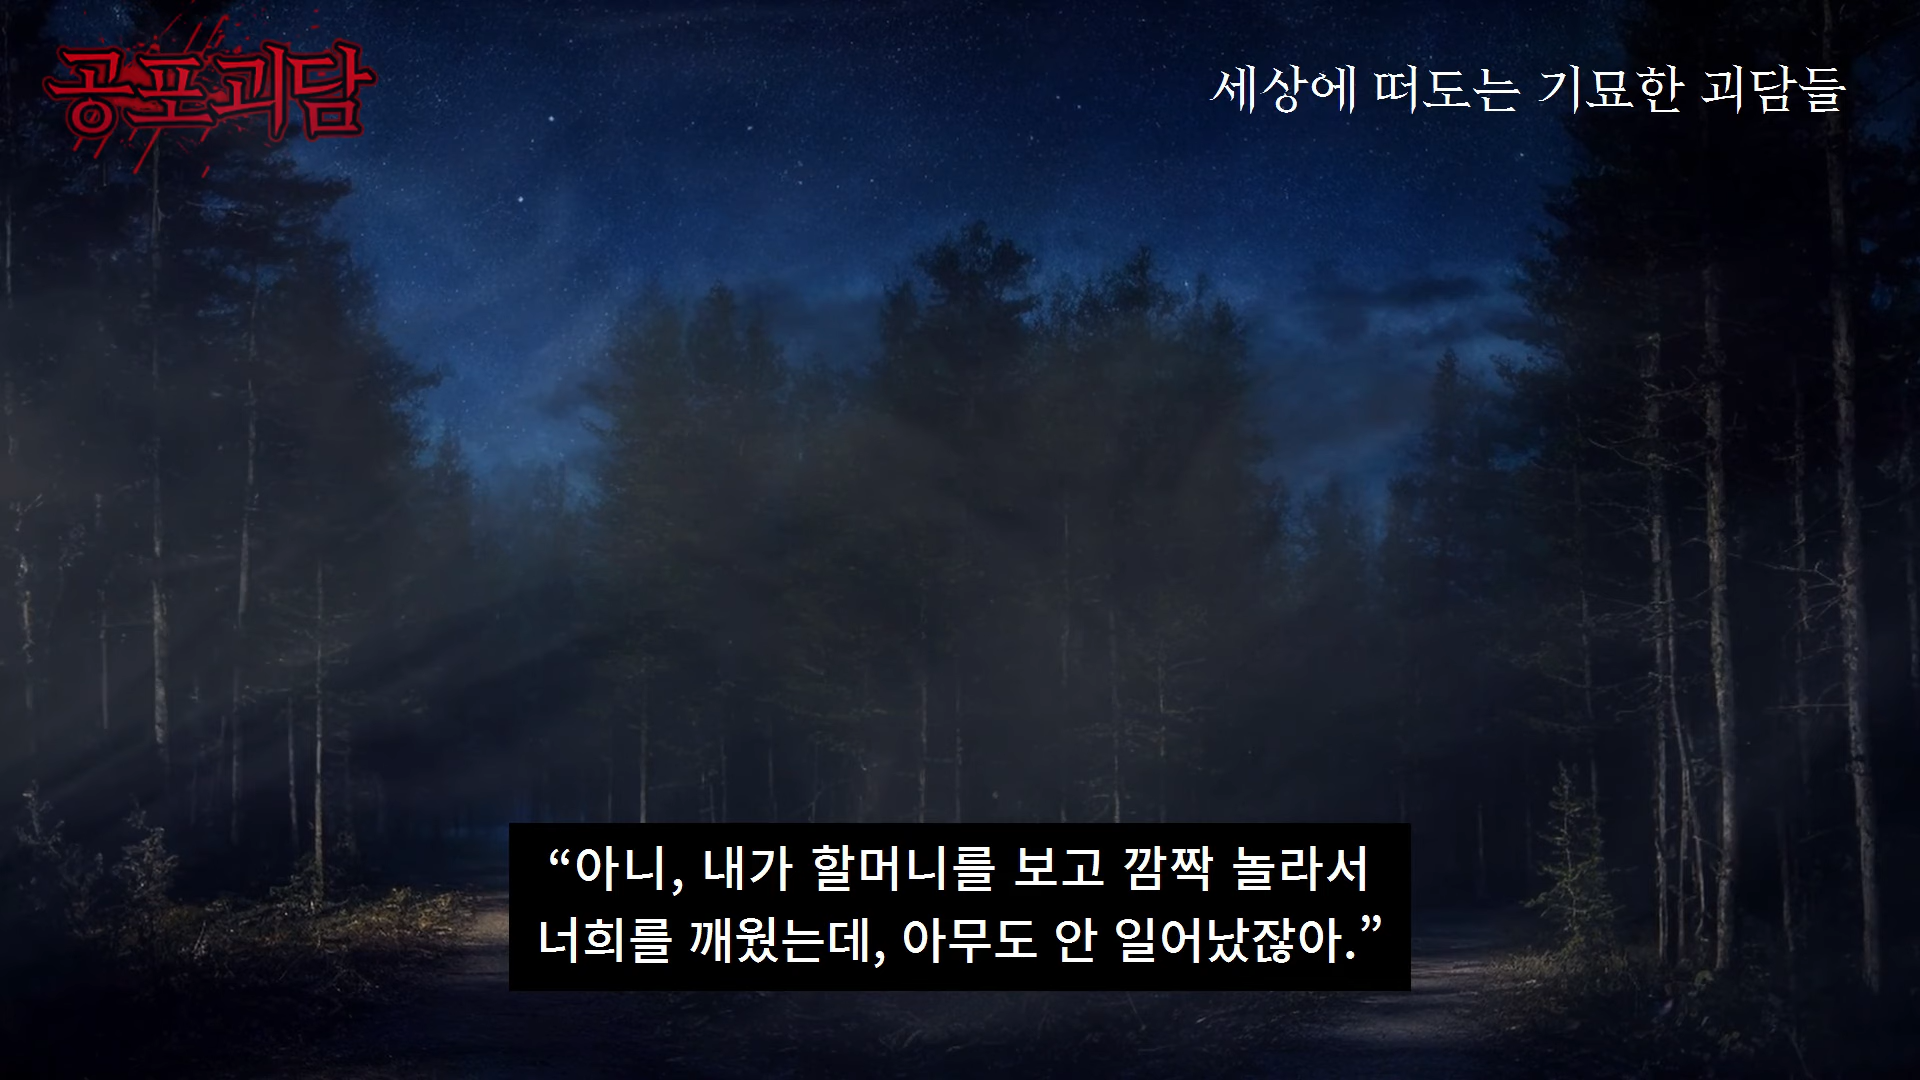 공포괴담
세상에 떠도는 기묘한 괴담들
“아니, 내가 할머니를 보고 깜짝 놀라서
너희를 깨웠는데, 아무도 안 일어났잖아.”